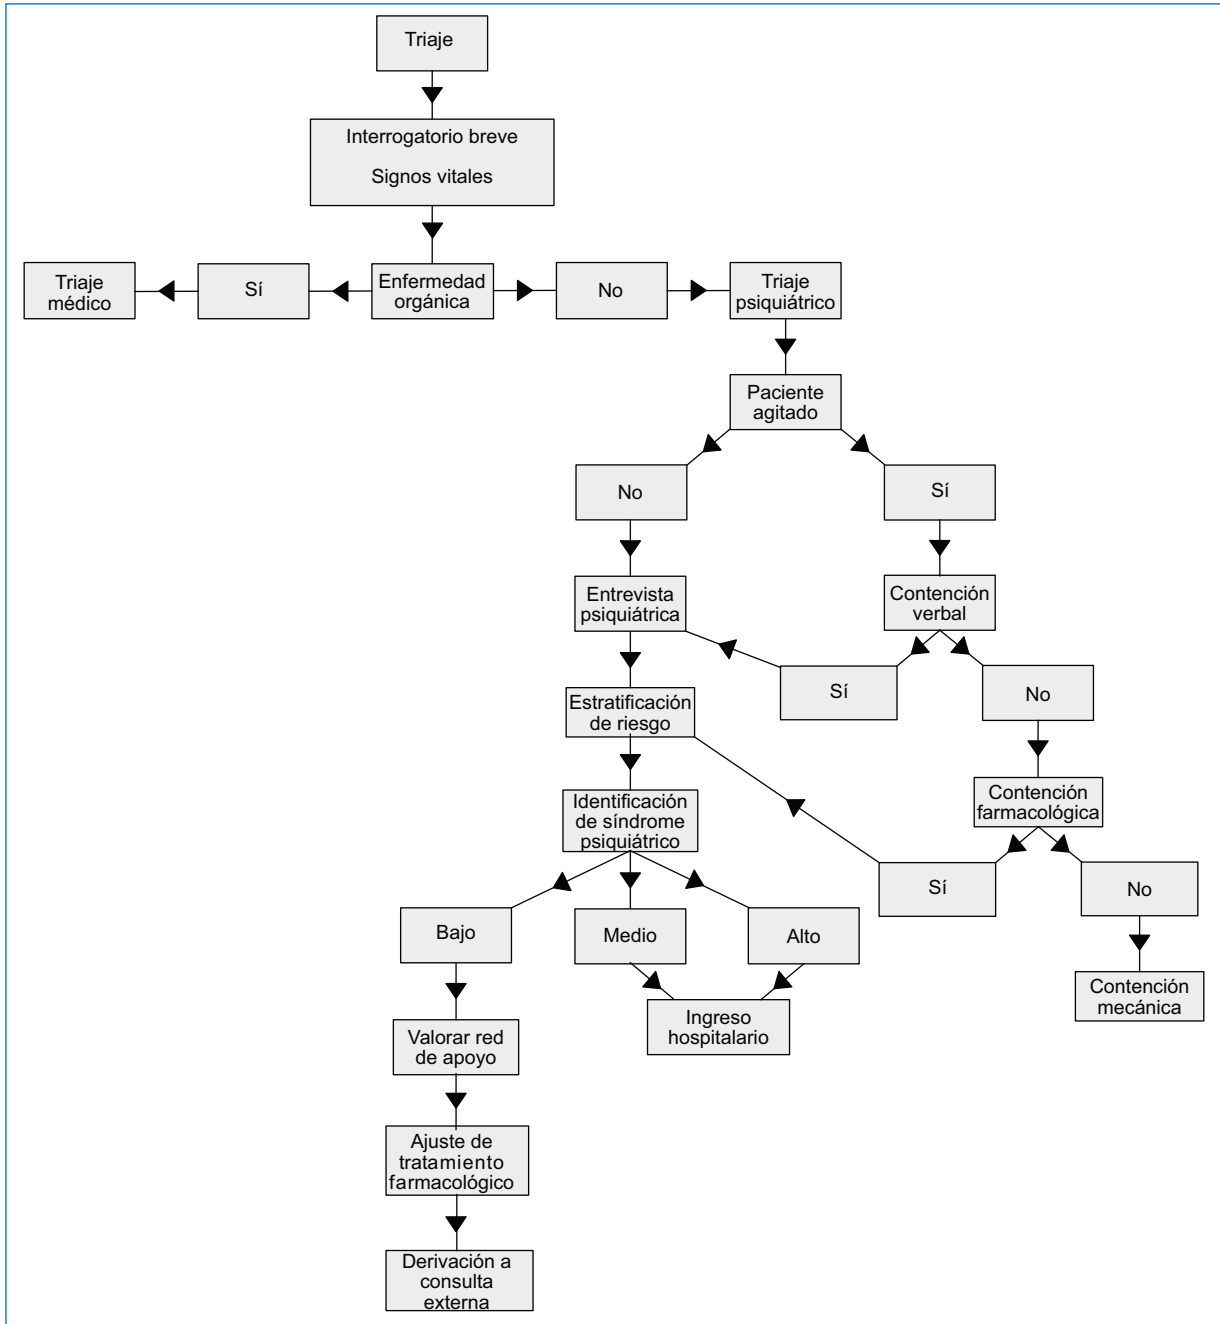 Triaje
Interrogatorio breve
Signos vitales
Triaje
médico
Sí
Enfermedad
orgánica
No
Triaje
psiquiátrico
Paciente
agitado
No
Sí
Entrevista
psiquiátrica
Contención
verbal
Sí
No
Estratificación
de riesgo
Identificación
de síndrome
psiquiátrico
Contención
farmacológica
Sí
No
Bajo
Medio
Alto
Contención
mecánica
Ingreso
hospitalario
Valorar red
de apoyo
Ajuste de
tratamiento
farmacológico
Derivación a
consulta
externa